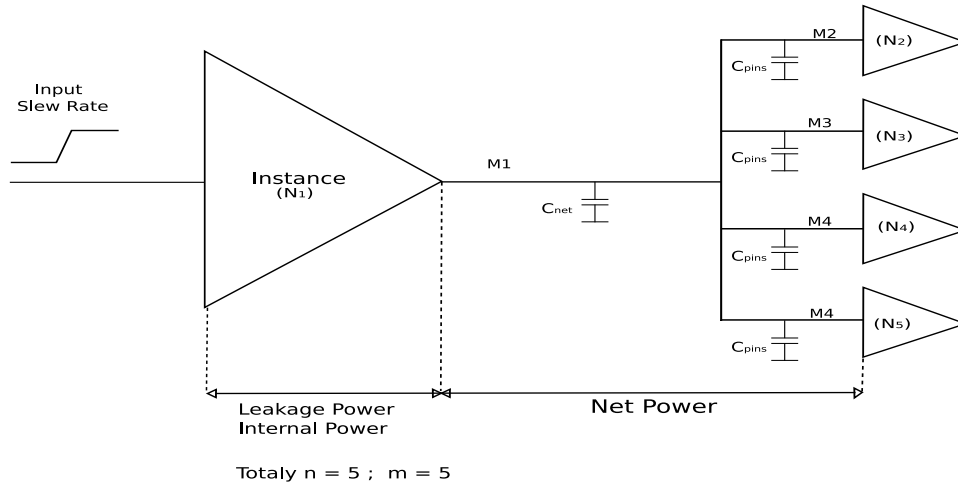 Input
Slew Rate
Instance
(N₁)
M1
Cnet
M2
Cpins
(N₂)
M3
Cpins
(N₃)
M4
Cpins
(N₄)
M4
Cpins
(N₅)
Leakage Power
Internal Power
Net Power
Totaly n = 5 ; m = 5